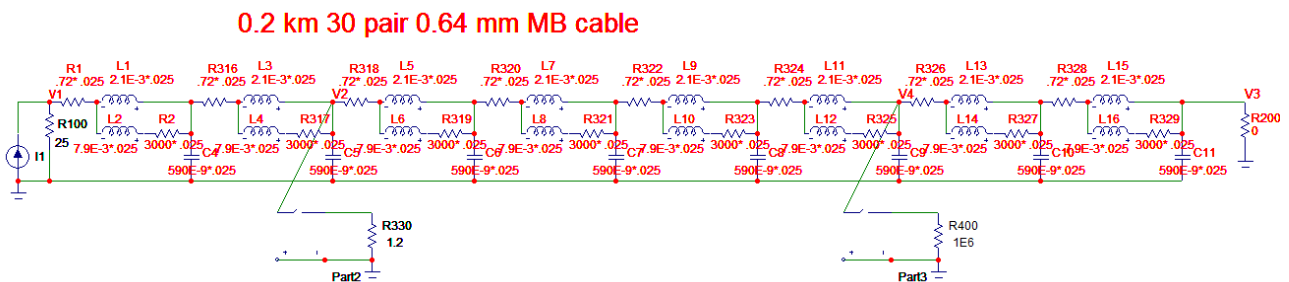 0.2 km 30 pair 0.64 mm MB cable
R1 L1 R316 L3 R318 L5 R320 L7 R322 L9 R324 L11 R326 L13 R328 L15
.72*.025 2.1E-3*.025 .72*.025 2.1E-3*.025 .72*.025 2.1E-3*.025 .72*.025 2.1E-3*.025 .72*.025 2.1E-3*.025 .72*.025 2.1E-3*.025 .72*.025 2.1E-3*.025 .72*.025 2.1E-3*.025
V1 V2 V4 V3
R100 L2 R2 L4 R317 L6 R319 L8 R321 L10 R323 L12 R325 L14 R327 L16 R329 R200
25 7.9E-3*.025 3000*.025 7.9E-3*.025 3000*.025 7.9E-3*.025 3000*.025 7.9E-3*.025 3000*.025 7.9E-3*.025 3000*.025 7.9E-3*.025 3000*.025 7.9E-3*.025 3000*.025 7.9E-3*.025 3000*.025 0
I1 C4 C5 C6 C7 C8 C9 C10 C11
590E-9*.025 590E-9*.025 590E-9*.025 590E-9*.025 590E-9*.025 590E-9*.025 590E-9*.025 590E-9*.025
R330 R400
1.2 1E6
+ - + -
Part2 Part3